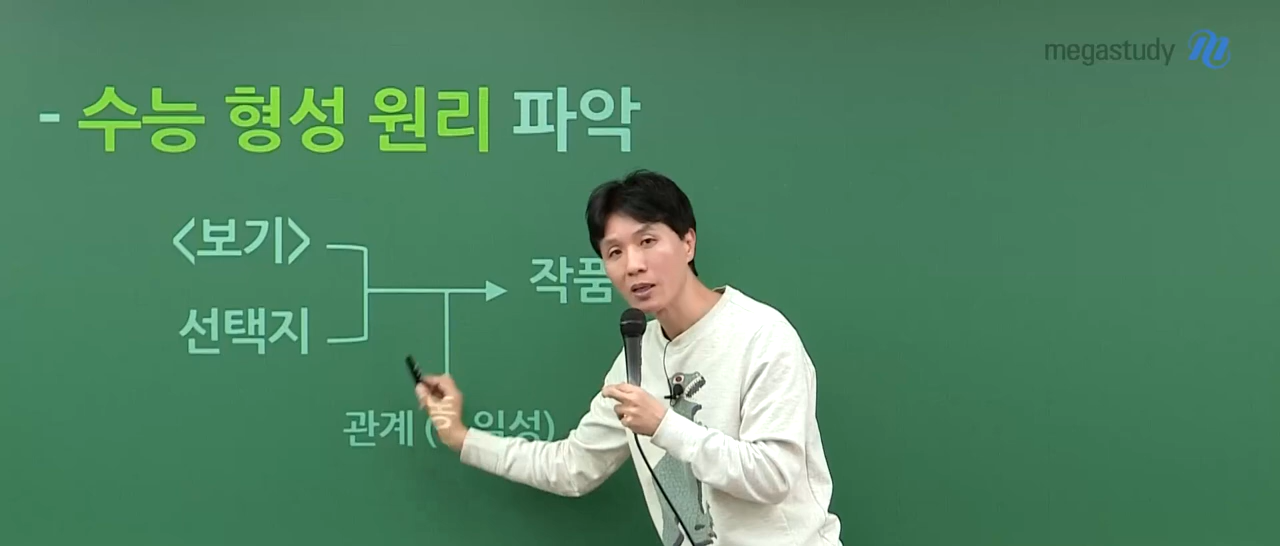 megastudy
- 수능 형성 원리 파악
<보기>
선택지
작품
관계 (